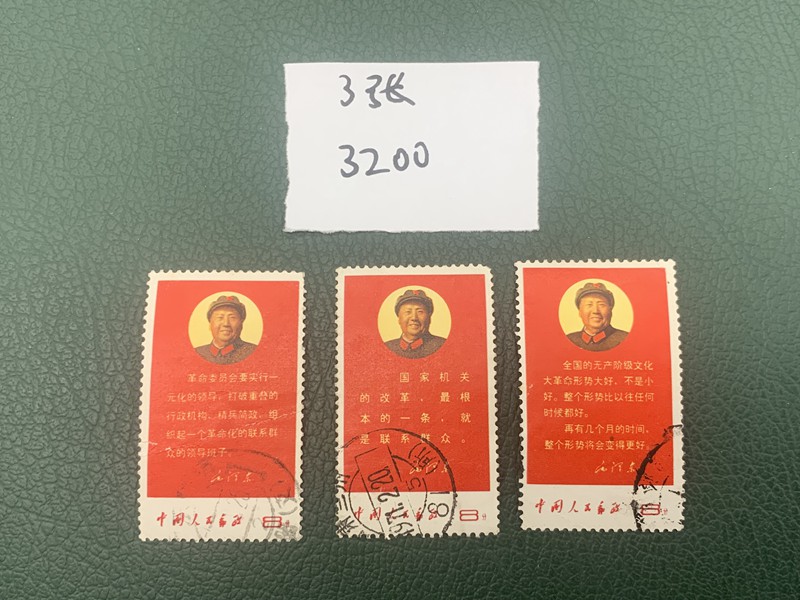 3张
3200
革命委员会要实行一
元化的领导，打破重叠的
行政机构，精兵简政，组
织起一个革命化的联系群
众的领导班子。
毛泽东
中国人民邮政 8分
国家机关
的改革，最根
本的一条，就
是联系群众。
毛泽东
中国人民邮政 8分
18
1971.2.20
全国的无产阶级文化
大革命形势大好，不是小
好。整个形势比以往任何
时候都好。
再有几个月的时间，
整个形势将会变得更好。
毛泽东
中国人民邮政 8分